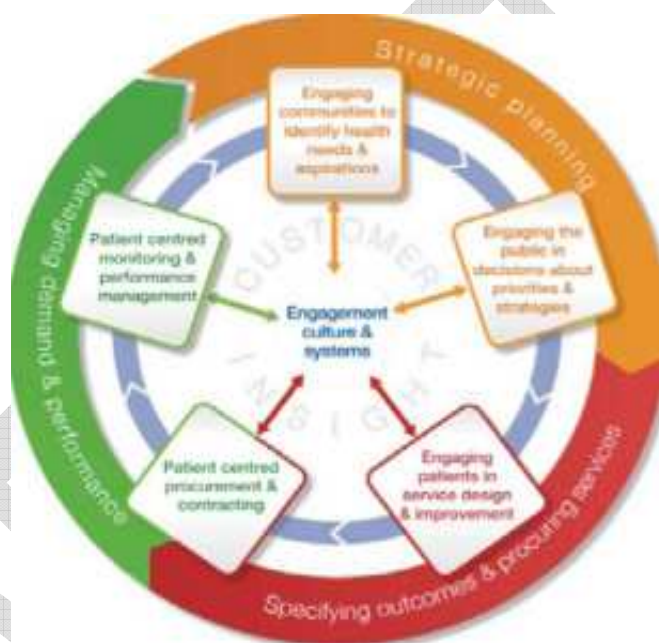 Strategic planning
Engaging
communities to
identify health
needs &
aspirations
Engaging the
public in
decisions about
priorities &
strategies
Engaging
patients in
service design
& improvement
Specifying outcomes & procuring services
Patient centred
procurement &
contracting
Managing demand & performance
Patient centred
monitoring &
performance
management
CUSTOMER
INSIGHT
Engagement
culture &
systems